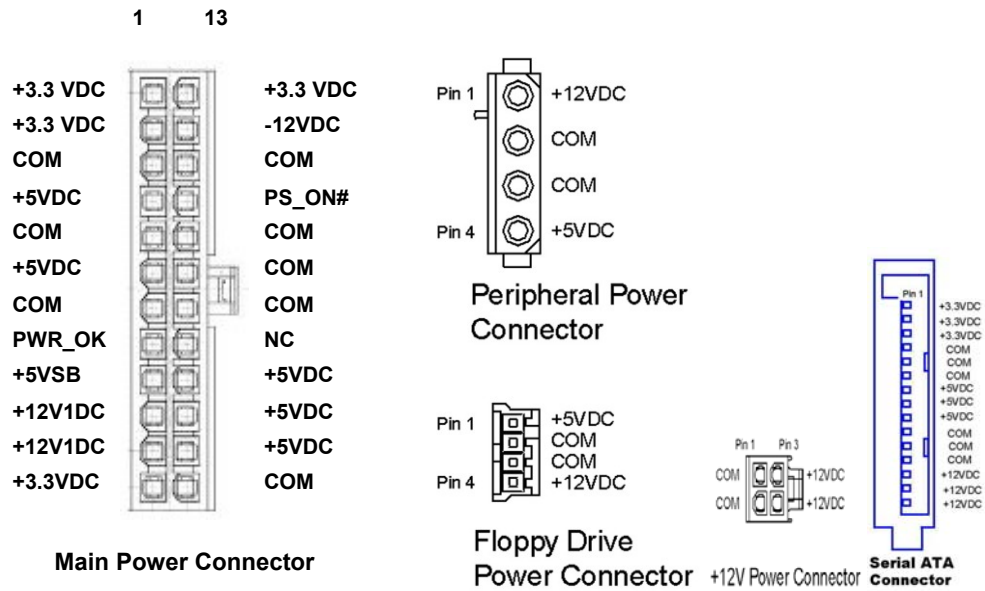 1 13
+3.3 VDC +3.3 VDC
+3.3 VDC -12VDC
COM COM
+5VDC PS_ON#
COM COM
+5VDC COM
COM COM
PWR_OK NC
+5VSB +5VDC
+12V1DC +5VDC
+12V1DC +5VDC
+3.3VDC COM
Main Power Connector
Pin 1 +12VDC
COM
COM
Pin 4 +5VDC
Peripheral Power
Connector
Pin 1 +5VDC
COM
COM
Pin 4 +12VDC
Floppy Drive
Power Connector
Pin 1 Pin 3
COM +12VDC
COM +12VDC
+12V Power Connector
Pin 1
+3.3VDC
+3.3VDC
+3.3VDC
COM
COM
COM
+5VDC
+5VDC
+5VDC
COM
COM
COM
+12VDC
+12VDC
+12VDC
Serial ATA
Connector